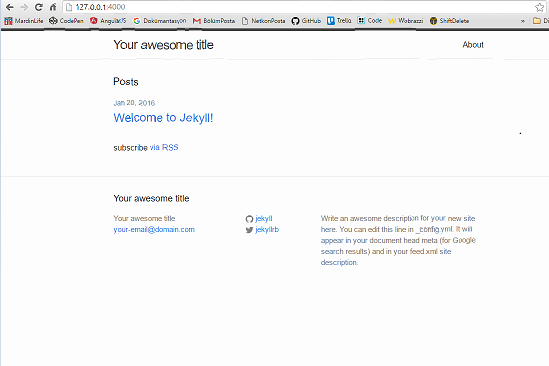 127.0.0.1:4000
MardinLife CodePen AngularJS Dokümantasyon BölümPosta NetkonPosta GitHub Trello Code Webrazzi ShiftDelete
Your awesome title
About
Posts
Jan 20, 2016
Welcome to Jekyll!
subscribe via RSS
Your awesome title
Your awesome title
your-email@domain.com
jekyll
jekyllrb
Write an awesome description for your new site
here. You can edit this line in _config.yml. It will
appear in your document head meta (for Google
search results) and in your feed.xml site
description.